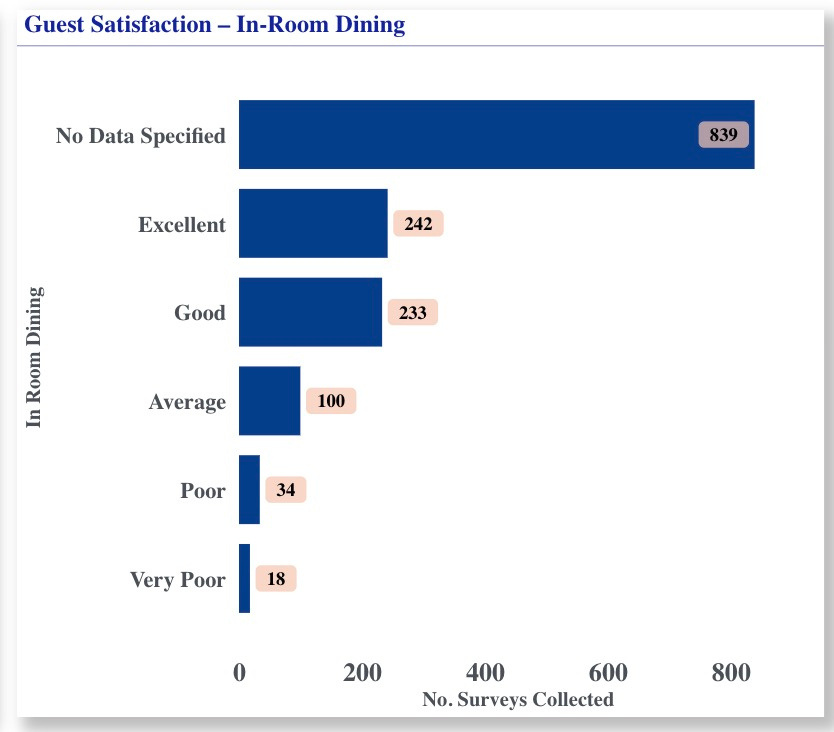 Guest Satisfaction – In-Room Dining
No Data Specified 839
Excellent 242
Good 233
Average 100
Poor 34
Very Poor 18
In Room Dining
0 200 400 600 800
No. Surveys Collected